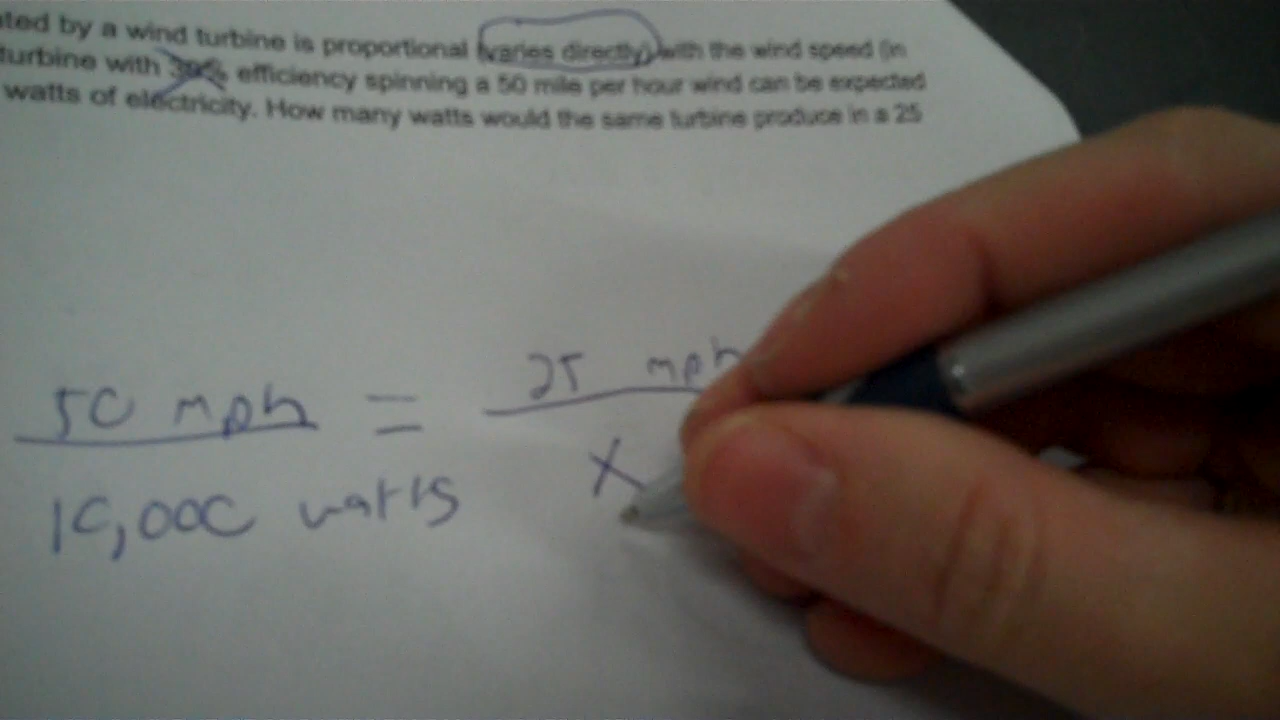 ated by a wind turbine is proportional (varies directly) with the wind speed (in
turbine with 30% efficiency spinning a 50 mile per hour wind can be expected
watts of electricity. How many watts would the same turbine produce in a 25
50 mph = 25 mph
10,000 watts X